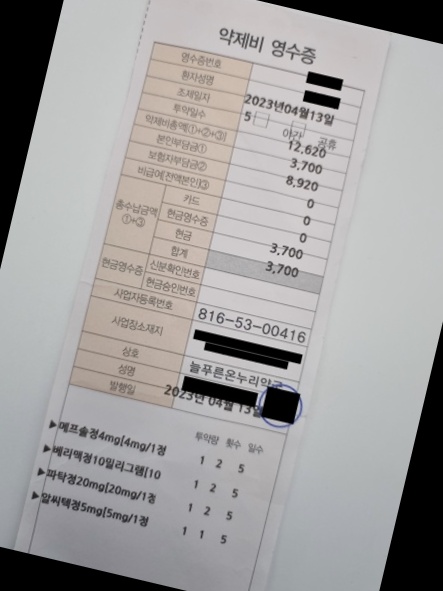 약제비 영수증
영수증번호
환자성명
조제일자 2023년04월13일
투약일수 5 □ 야간 □ 공휴
약제비총액(①+②+③) 12,620
본인부담금① 3,700
보험자부담금② 8,920
비급여(전액본인)③ 0
총수납금액 ①+③
카드 0
현금영수증 0
현금 3,700
합계 3,700
현금영수증
신분확인번호
현금승인번호
사업자등록번호 816-53-00416
사업장소재지
상호 늘푸른온누리약국
성명
발행일 2023년 04월 13일
투약량 횟수 일수
▶메프솔정4mg[4mg/1정 1 2 5
▶베리액정10밀리그램[10 1 2 5
▶파탁정20mg[20mg/1정 1 2 5
▶알씨텍정5mg[5mg/1정 1 1 5